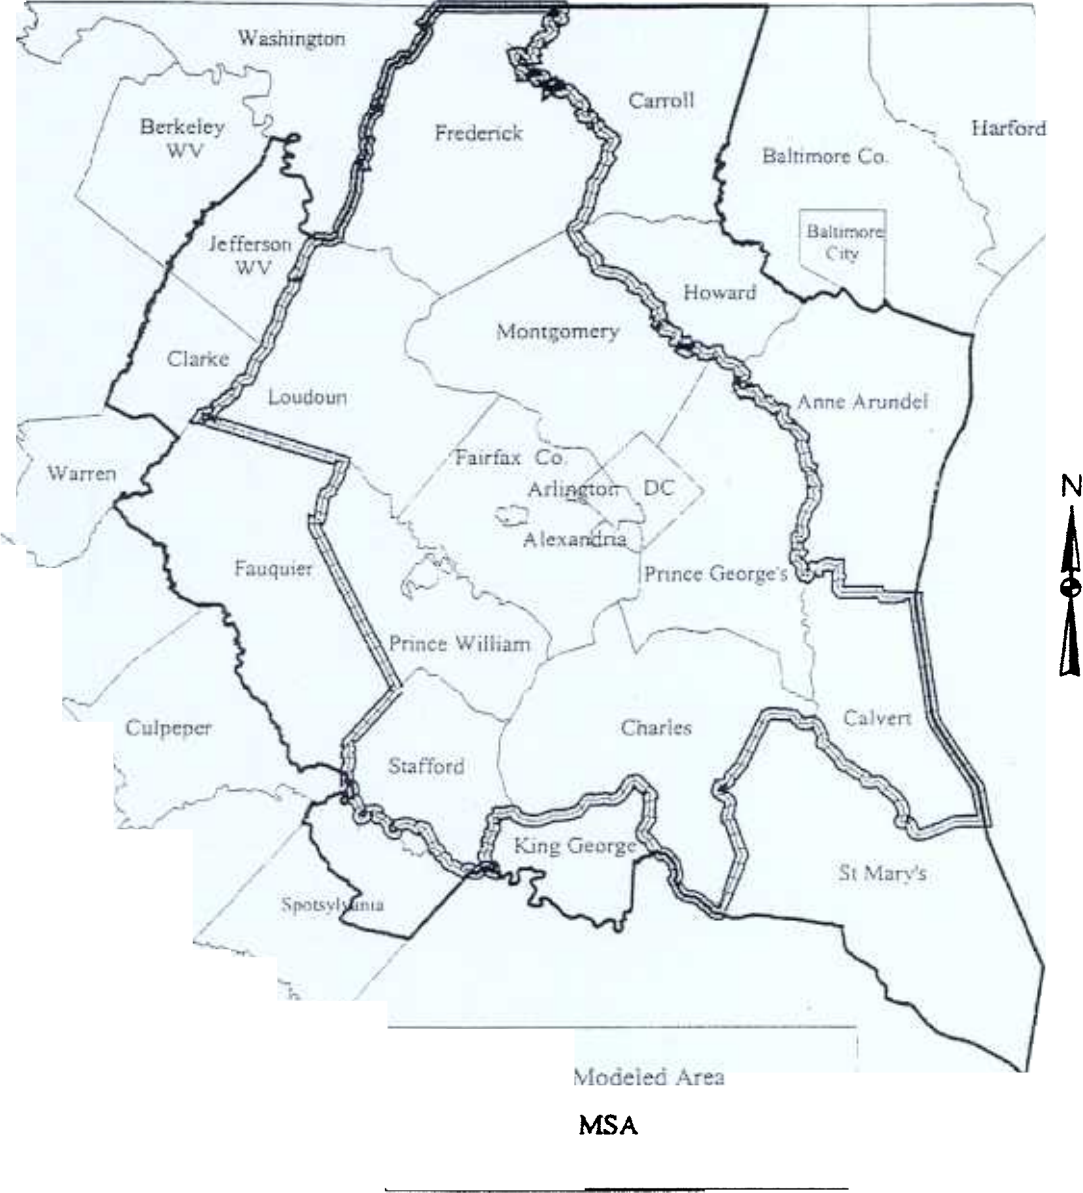 Washington
Carroll
Berkeley
WV
Frederick
Harford
Baltimore Co.
Baltimore
City
Jefferson
WV
Howard
Montgomery
Clarke
Loudoun
Anne Arundel
Fairfax Co.
Warren
Arlington
DC
N
Alexandria
Fauquier
Prince George's
Prince William
Culpeper
Charles
Calvert
Stafford
King George
St Mary's
Spotsylvania
Modeled Area
MSA